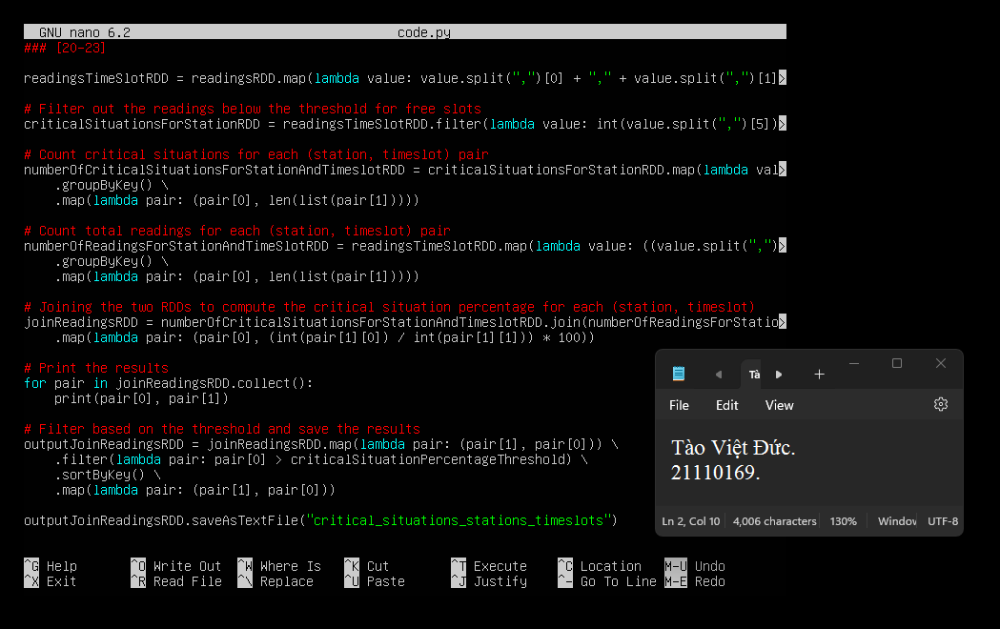 GNU nano 6.2 code.py
### [20-23]
readingsTimeSlotRDD = readingsRDD.map(lambda value: value.split(",")[0] + "," + value.split(",")[1]>
# Filter out the readings below the threshold for free slots
criticalSituationsForStationRDD = readingsTimeSlotRDD.filter(lambda value: int(value.split(",")[5])>
# Count critical situations for each (station, timeslot) pair
numberOfCriticalSituationsForStationAndTimeslotRDD = criticalSituationsForStationRDD.map(lambda val>
    .groupByKey() \
    .map(lambda pair: (pair[0], len(list(pair[1]))))
# Count total readings for each (station, timeslot) pair
numberOfReadingsForStationAndTimeSlotRDD = readingsTimeSlotRDD.map(lambda value: ((value.split(",")>
    .groupByKey() \
    .map(lambda pair: (pair[0], len(list(pair[1]))))
# Joining the two RDDs to compute the critical situation percentage for each (station, timeslot)
joinReadingsRDD = numberOfCriticalSituationsForStationAndTimeslotRDD.join(numberOfReadingsForStatio>
    .map(lambda pair: (pair[0], (int(pair[1][0]) / int(pair[1][1])) * 100))
# Print the results
for pair in joinReadingsRDD.collect():
    print(pair[0], pair[1])
# Filter based on the threshold and save the results
outputJoinReadingsRDD = joinReadingsRDD.map(lambda pair: (pair[1], pair[0])) \
    .filter(lambda pair: pair[0] > criticalSituationPercentageThreshold) \
    .sortByKey() \
    .map(lambda pair: (pair[1], pair[0]))
outputJoinReadingsRDD.saveAsTextFile("critical_situations_stations_timeslots")
^G Help ^O Write Out ^W Where Is ^K Cut ^T Execute ^C Location M-U Undo
^X Exit ^R Read File ^\ Replace ^U Paste ^J Justify ^- Go To Line M-E Redo
Tà
File Edit View
Tào Việt Đức.
21110169.
Ln 2, Col 10 4,006 characters 130% Window UTF-8